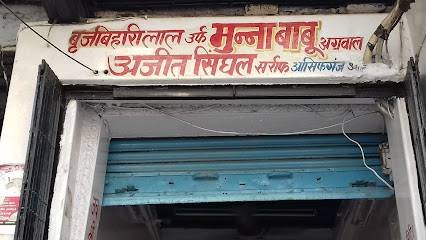 बृजबिहारीलाल उर्फ मुन्ना बाबू अग्रवाल
अजीत सिंघल सर्राफ आसिफगंज